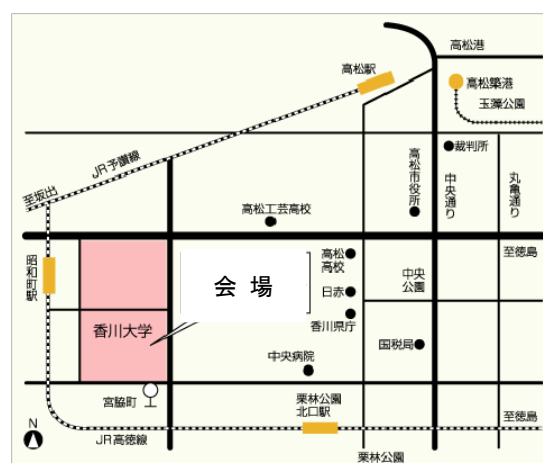 高松港
高松駅
高松築港
玉藻公園
JR予讃線
裁判所
高松市役所
中央通り
丸亀通り
至坂出
高松工芸高校
昭和町駅
高松
高校
至徳島
会 場
日赤
中央
公園
香川大学
香川県庁
国税局
中央病院
宮脇町
栗林公園
北口駅
至徳島
N
JR高徳線
栗林公園